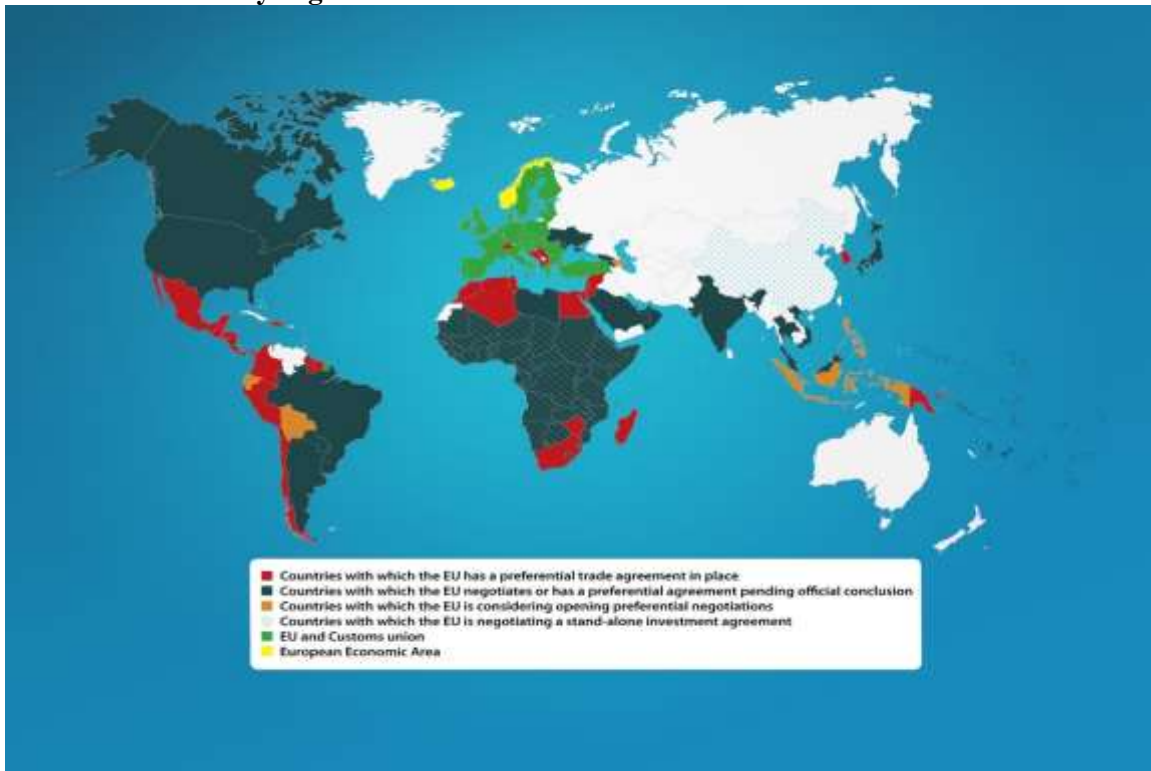 Countries with which the EU has a preferential trade agreement in place
Countries with which the EU negotiates or has a preferential agreement pending official conclusion
Countries with which the EU is considering opening preferential negotiations
Countries with which the EU is negotiating a stand-alone investment agreement
EU and Customs union
European Economic Area